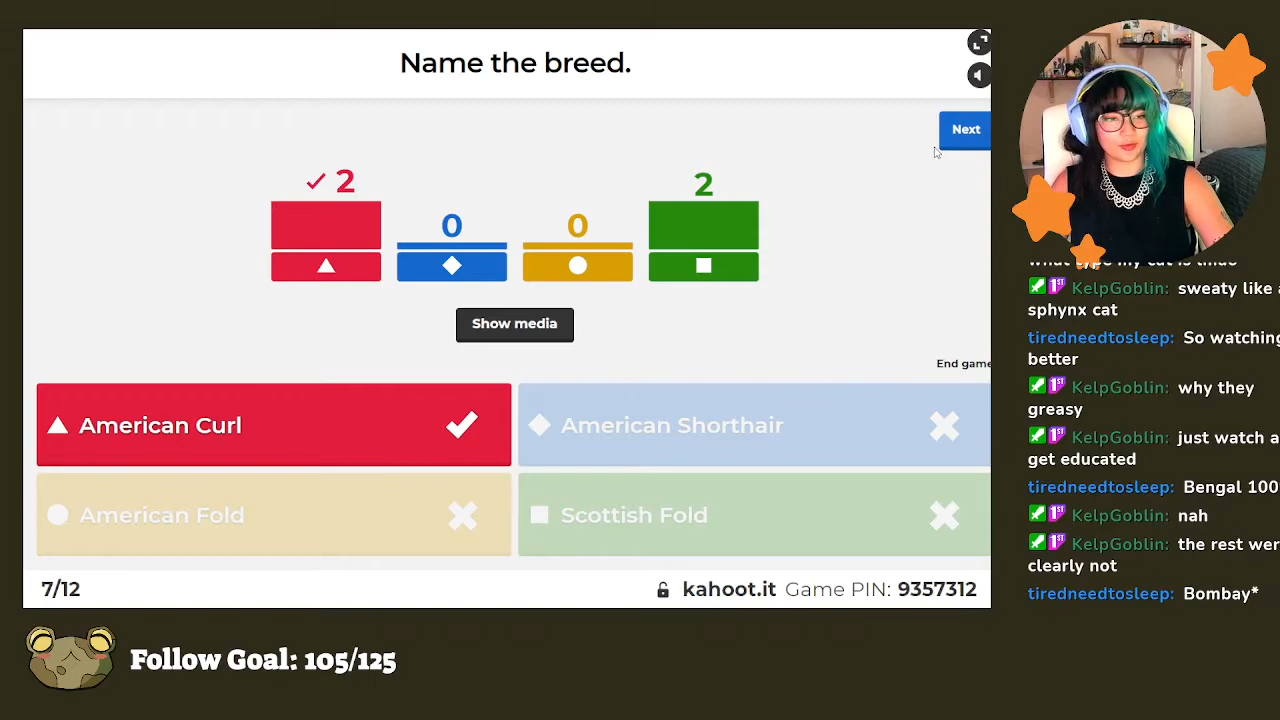 Name the breed.
Next
2
0
0
2
Show media
End game
American Curl
American Shorthair
American Fold
Scottish Fold
7/12
kahoot.it Game PIN: 9357312
KelpGoblin: sweaty like a
sphynx cat
tiredneedtosleep: So watching
better
KelpGoblin: why they
greasy
KelpGoblin: just watch a
get educated
tiredneedtosleep: Bengal 100
KelpGoblin: nah
KelpGoblin: the rest wer
clearly not
tiredneedtosleep: Bombay*
Follow Goal: 105/125